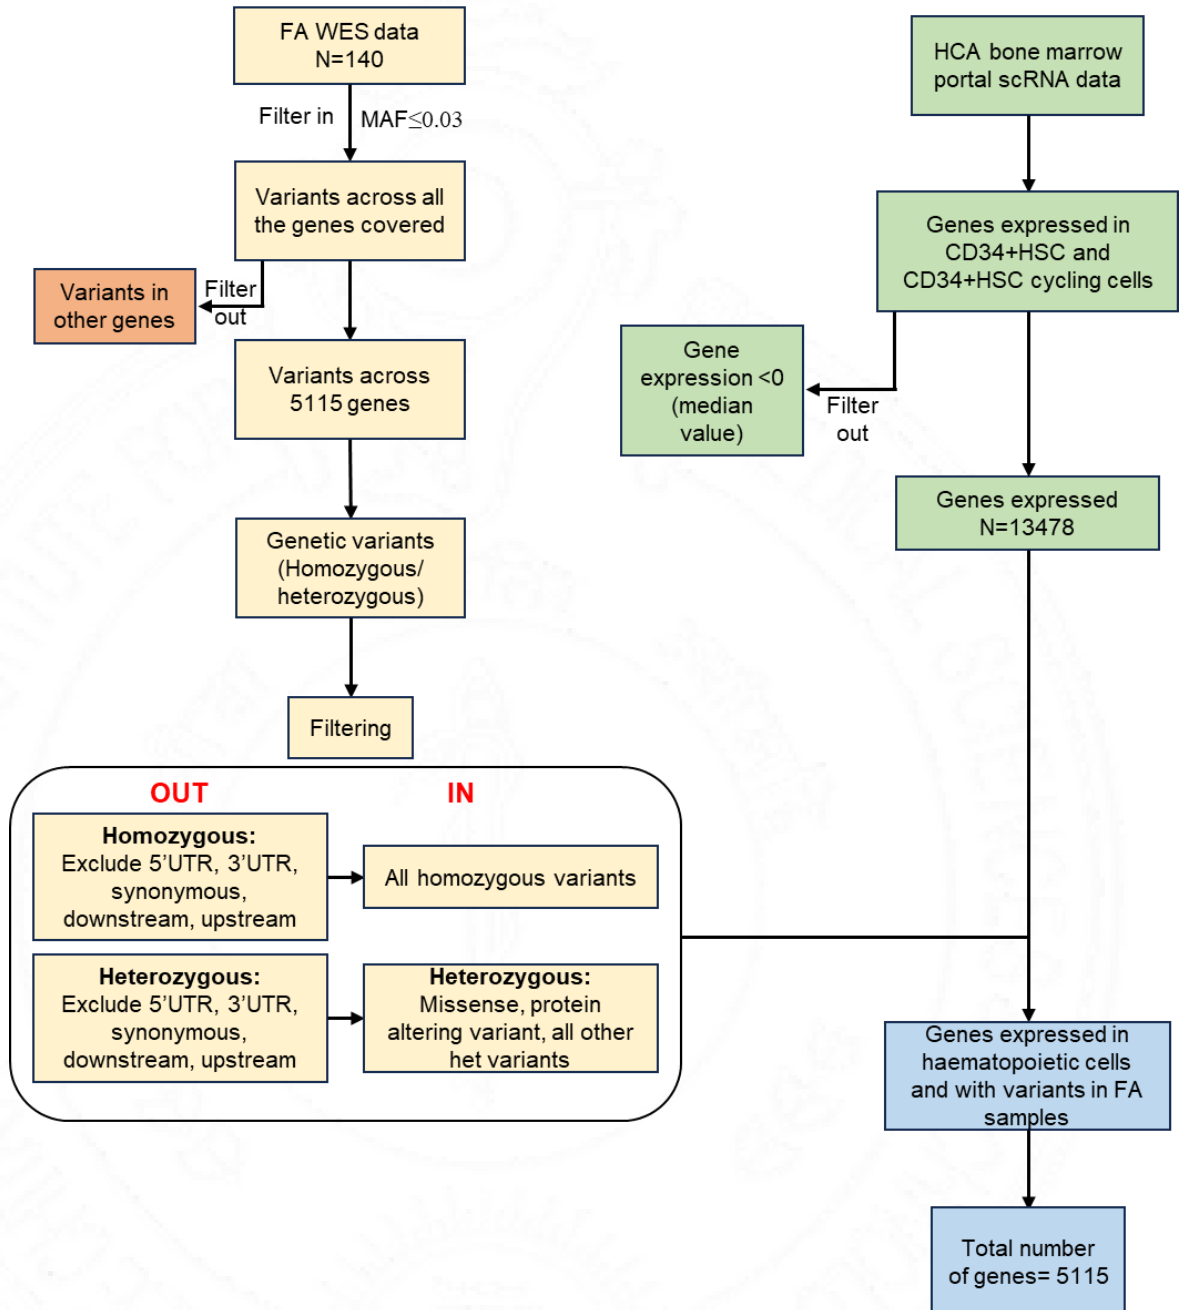 FA WES data
N=140
Filter in
MAF≤0.03
Variants across all
the genes covered
Variants in
other genes
Filter
out
Variants across
5115 genes
Genetic variants
(Homozygous/
heterozygous)
Filtering
OUT
IN
Homozygous:
Exclude 5’UTR, 3’UTR,
synonymous,
downstream, upstream
All homozygous variants
Heterozygous:
Exclude 5’UTR, 3’UTR,
synonymous,
downstream, upstream
Heterozygous:
Missense, protein
altering variant, all other
het variants
HCA bone marrow
portal scRNA data
Genes expressed in
CD34+HSC and
CD34+HSC cycling cells
Gene
expression <0
(median
value)
Filter
out
Genes expressed
N=13478
Genes expressed in
haematopoietic cells
and with variants in FA
samples
Total number
of genes= 5115